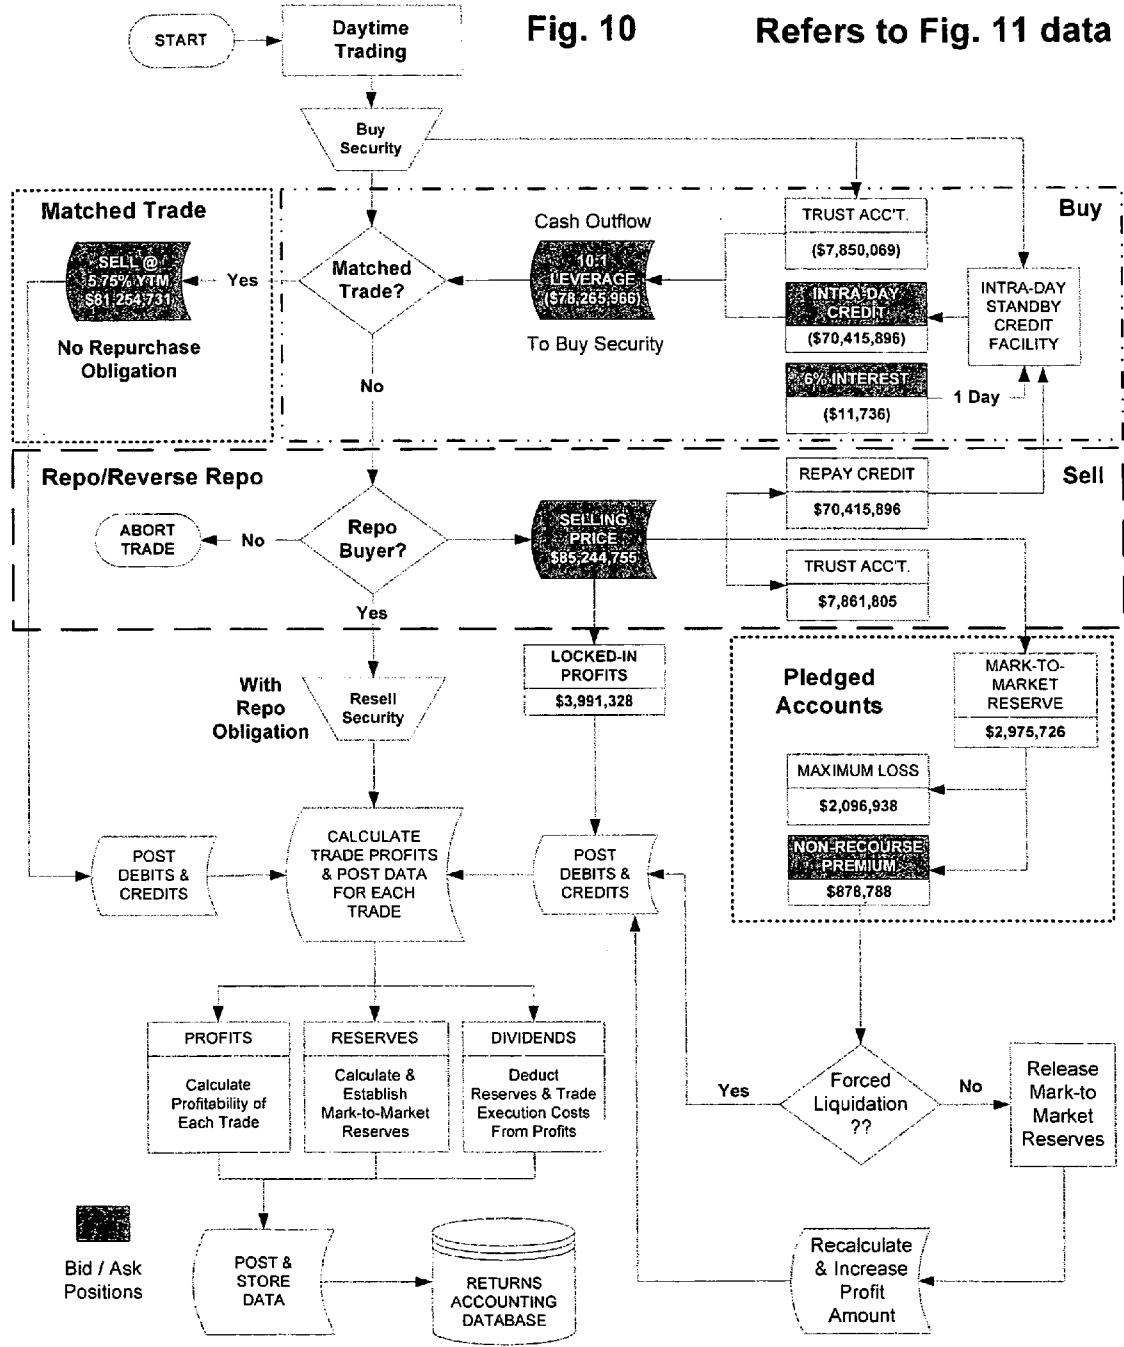 Fig. 10
Refers to Fig. 11 data
START
Daytime
Trading
Buy
Security
Matched Trade
SELL @
5.75% YTM
$81,254,731
No Repurchase
Obligation
Yes
Matched
Trade?
No
Cash Outflow
10:1
LEVERAGE
($78,265,966)
To Buy Security
Buy
TRUST ACC'T.
($7,850,069)
INTRA-DAY
CREDIT
($70,415,896)
6% INTEREST
($11,736)
1 Day
INTRA-DAY
STANDBY
CREDIT
FACILITY
Repo/Reverse Repo
Sell
ABORT
TRADE
No
Repo
Buyer?
Yes
SELLING
PRICE
$85,244,755
REPAY CREDIT
$70,415,896
TRUST ACC'T.
$7,861,805
With
Repo
Obligation
Resell
Security
LOCKED-IN
PROFITS
$3,991,328
Pledged
Accounts
MARK-TO-
MARKET
RESERVE
$2,975,726
MAXIMUM LOSS
$2,096,938
NON-RECOURSE
PREMIUM
$878,788
POST
DEBITS &
CREDITS
CALCULATE
TRADE PROFITS
& POST DATA
FOR EACH
TRADE
POST
DEBITS &
CREDITS
PROFITS
Calculate
Profitability of
Each Trade
RESERVES
Calculate &
Establish
Mark-to-Market
Reserves
DIVIDENDS
Deduct
Reserves & Trade
Execution Costs
From Profits
Yes
Forced
Liquidation
??
No
Release
Mark-to
Market
Reserves
Bid / Ask
Positions
POST &
STORE
DATA
RETURNS
ACCOUNTING
DATABASE
Recalculate
& Increase
Profit
Amount